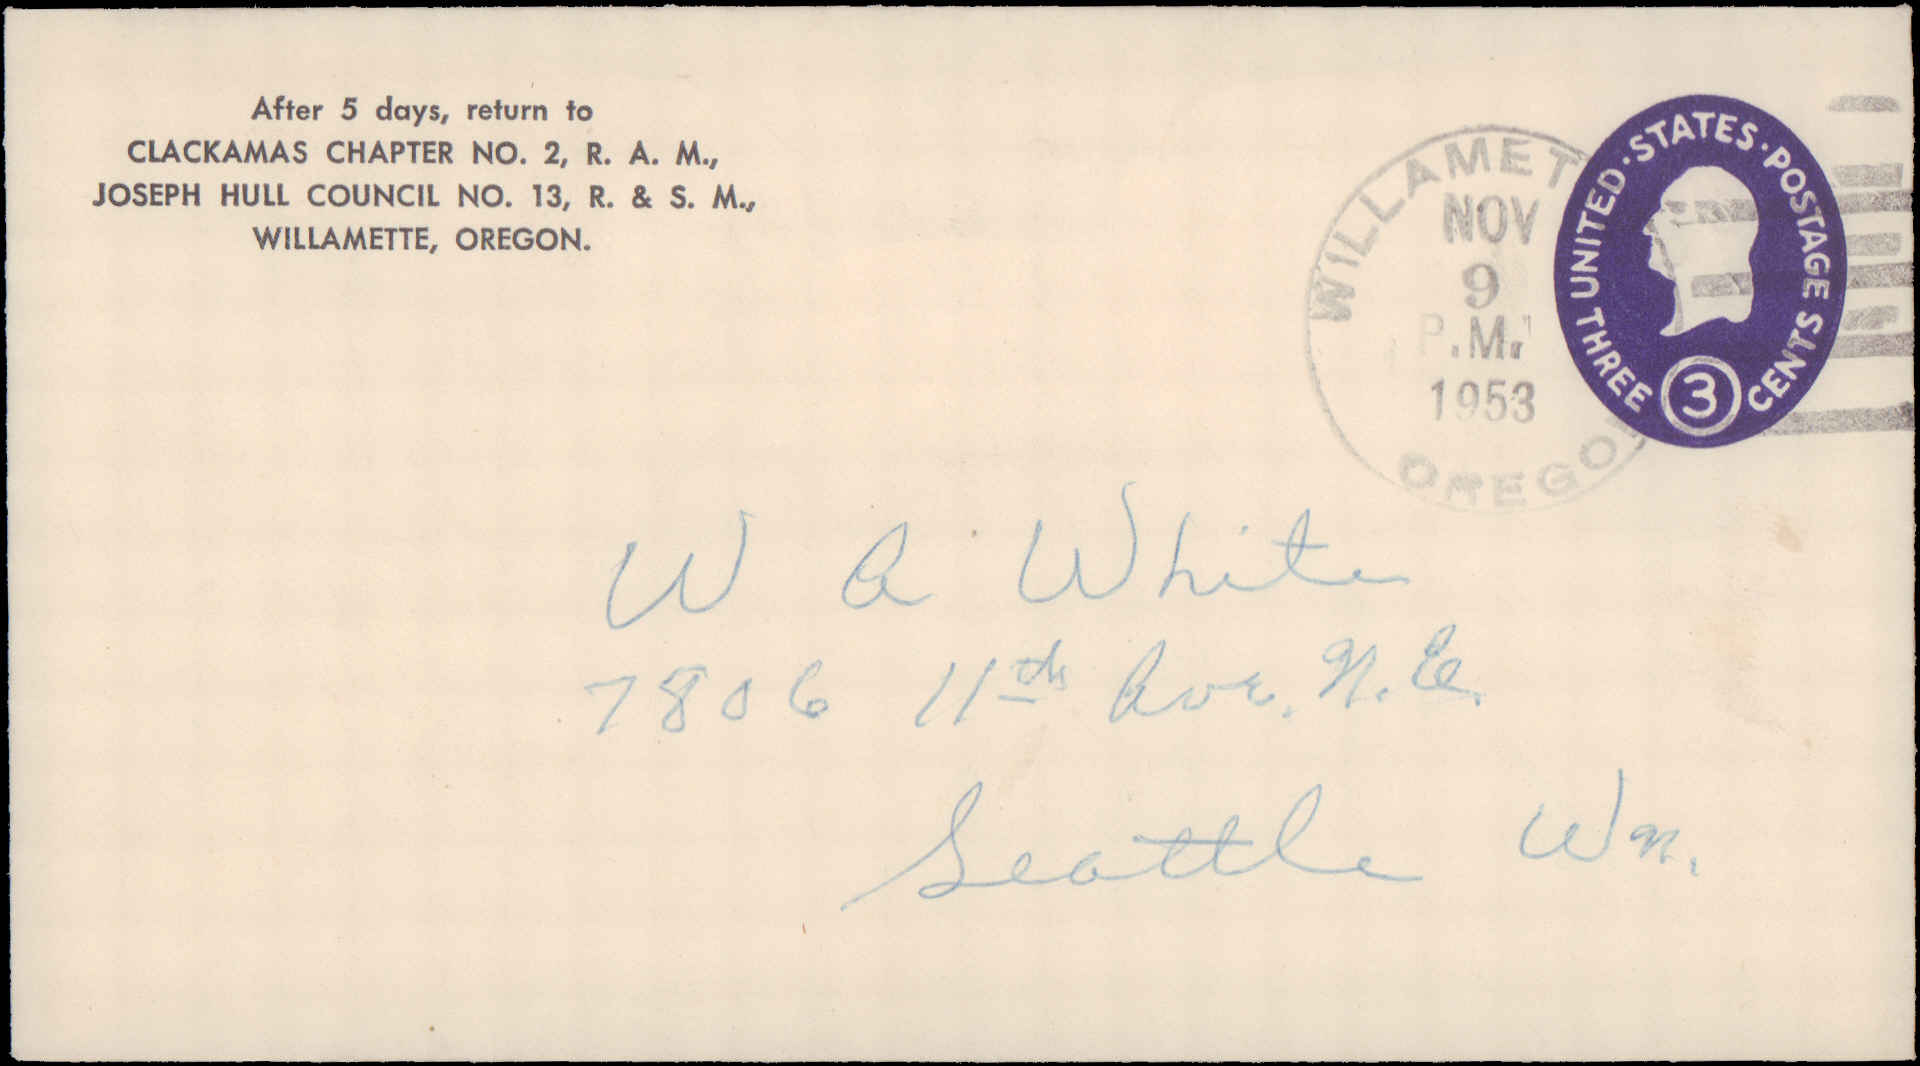 After 5 days, return to
CLACKAMAS CHAPTER NO. 2, R. A. M.,
JOSEPH HULL COUNCIL NO. 13, R. & S. M.,
WILLAMETTE, OREGON.
WILLAMET
NOV
9
P.M.
1953
OREGON
UNITED·STATES·POSTAGE
THREE 3 CENTS
W A White
7806 11th Ave. N.E.
Seattle Wn.